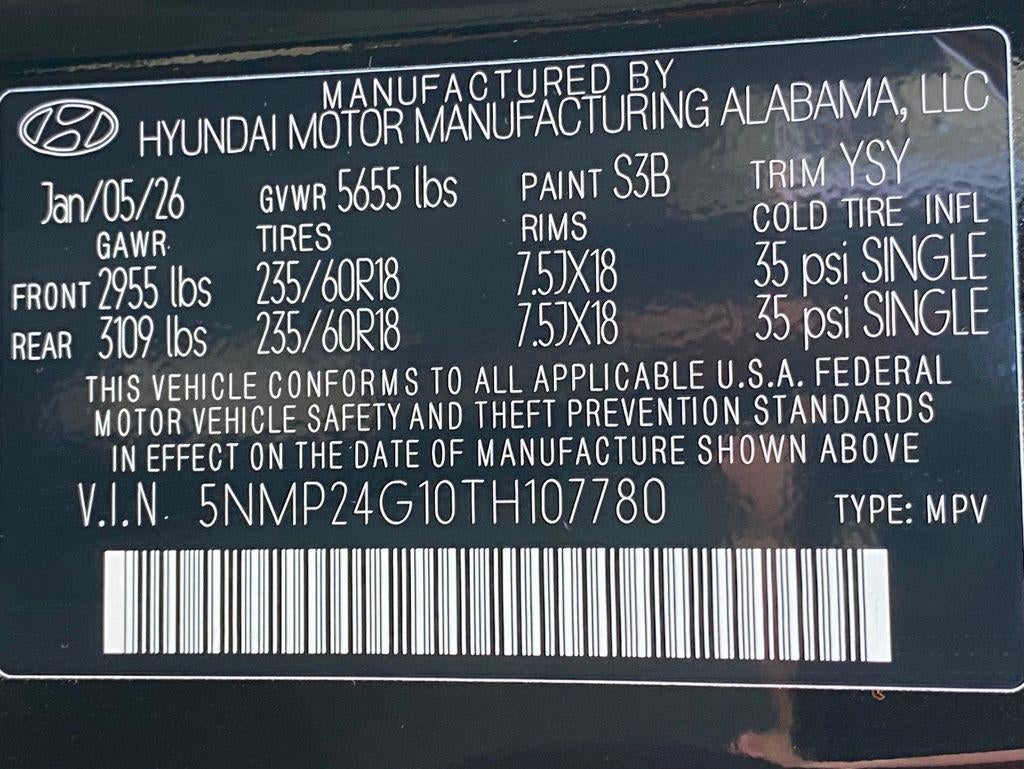 MANUFACTURED BY
HYUNDAI MOTOR MANUFACTURING ALABAMA, LLC
Jan/05/26 GVWR 5655 lbs PAINT S3B TRIM YSY
GAWR TIRES RIMS COLD TIRE INFL
FRONT 2955 lbs 235/60R18 7.5JX18 35 psi SINGLE
REAR 3109 lbs 235/60R18 7.5JX18 35 psi SINGLE
THIS VEHICLE CONFORMS TO ALL APPLICABLE U.S.A. FEDERAL
MOTOR VEHICLE SAFETY AND THEFT PREVENTION STANDARDS
IN EFFECT ON THE DATE OF MANUFACTURE SHOWN ABOVE
V.I.N. 5NMP24G10TH107780 TYPE: MPV